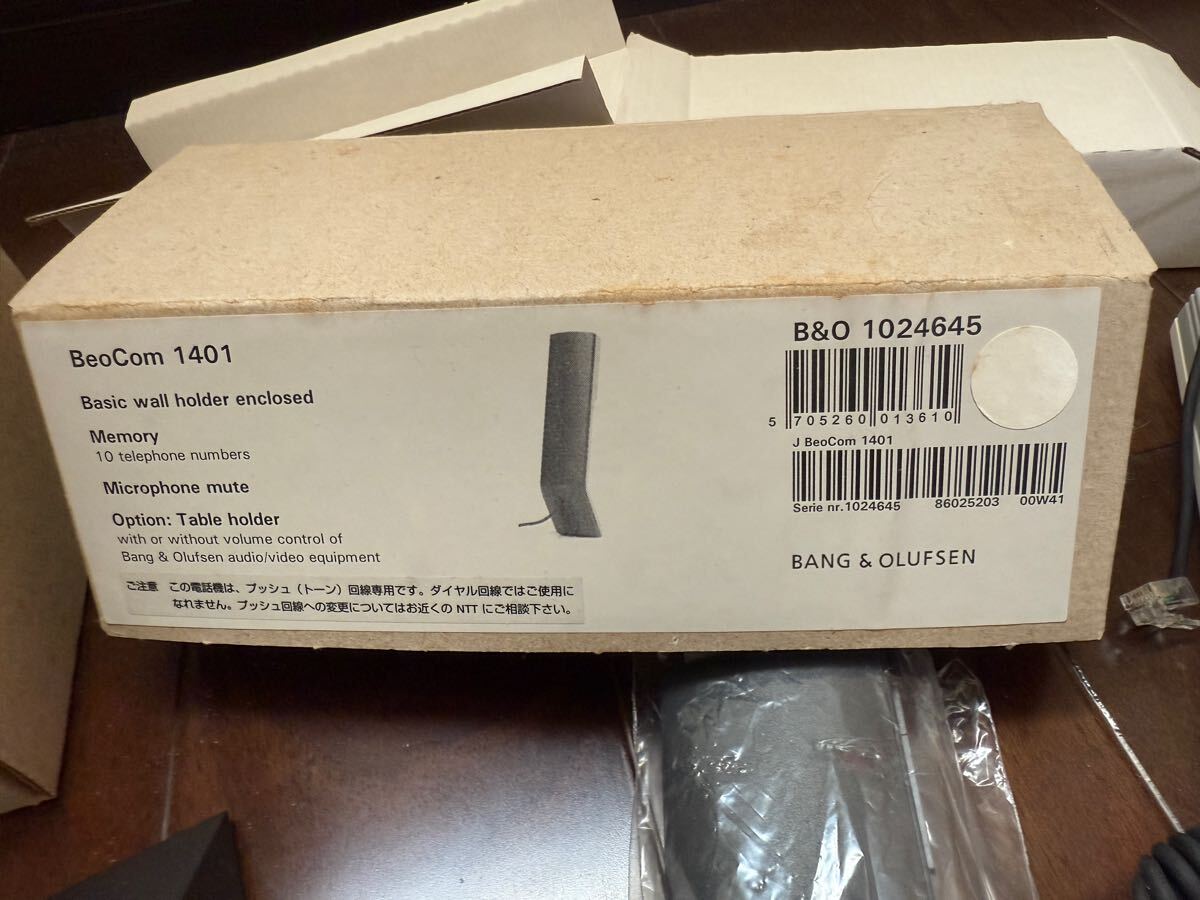 BeoCom 1401
Basic wall holder enclosed
Memory
10 telephone numbers
Microphone mute
Option: Table holder
with or without volume control of
Bang & Olufsen audio/video equipment
ご注意 この電話機は、プッシュ（トーン）回線専用です。ダイヤル回線ではご使用に
なれません。プッシュ回線への変更についてはお近くの NTT にご相談下さい。
B&O 1024645
5 705260 013610
J BeoCom 1401
Serie nr.1024645 86025203 00W41
BANG & OLUFSEN